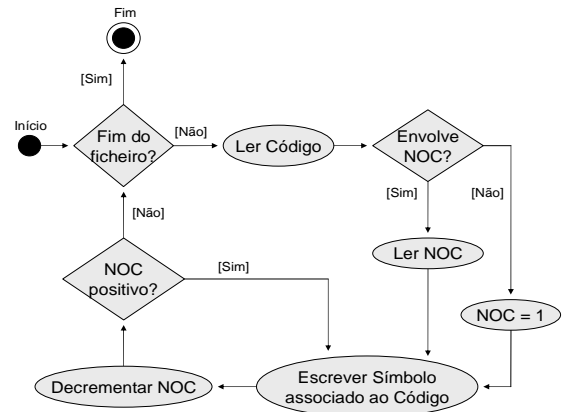 Fim
[Sim]
Início
Fim do
ficheiro?
[Não]
Ler Código
Envolve
NOC?
[Sim]
[Não]
[Não]
[Sim]
Ler NOC
NOC
positivo?
NOC = 1
Decrementar NOC
Escrever Símbolo
associado ao Código